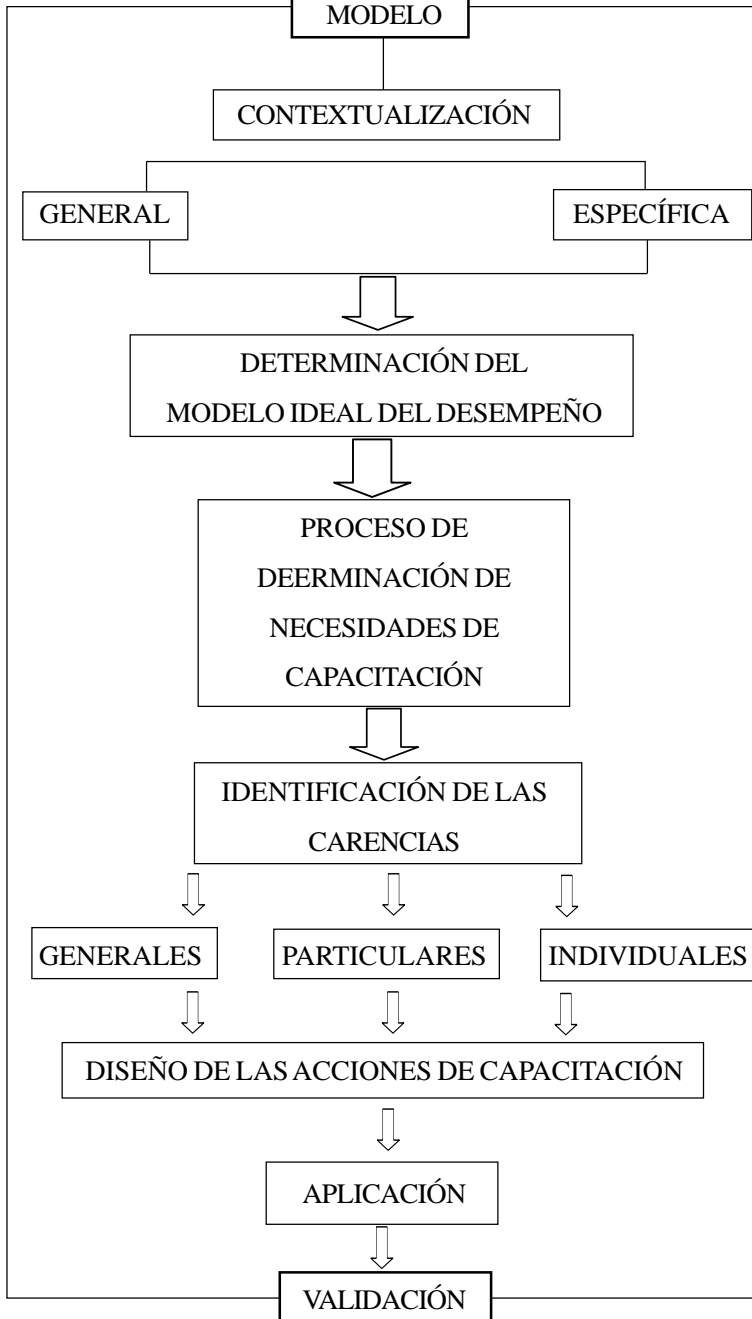 MODELO
CONTEXTUALIZACIÓN
GENERAL
ESPECÍFICA
DETERMINACIÓN DEL
MODELO IDEAL DEL DESEMPEÑO
PROCESO DE
DEERMINACIÓN DE
NECESIDADES DE
CAPACITACIÓN
IDENTIFICACIÓN DE LAS
CARENCIAS
GENERALES
PARTICULARES
INDIVIDUALES
DISEÑO DE LAS ACCIONES DE CAPACITACIÓN
APLICACIÓN
VALIDACIÓN